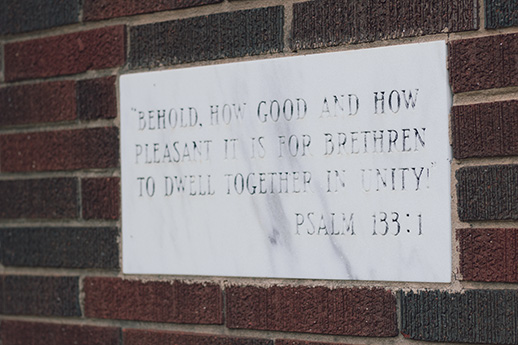 "BEHOLD, HOW GOOD AND HOW
PLEASANT IT IS FOR BRETHREN
TO DWELL TOGETHER IN UNITY!"
PSALM 133:1